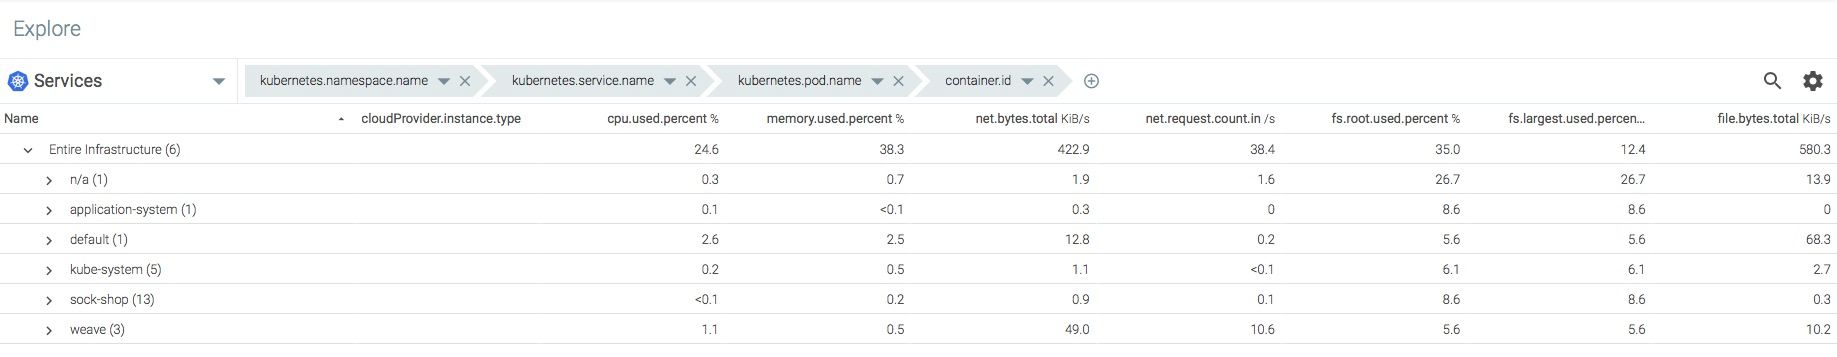 Explore
Services kubernetes.namespace.name kubernetes.service.name kubernetes.pod.name container.id
Name cloudProvider.instance.type cpu.used.percent % memory.used.percent % net.bytes.total KiB/s net.request.count.in /s fs.root.used.percent % fs.largest.used.percen... file.bytes.total KiB/s
Entire Infrastructure (6) 24.6 38.3 422.9 38.4 35.0 12.4 580.3
n/a (1) 0.3 0.7 1.9 1.6 26.7 26.7 13.9
application-system (1) 0.1 <0.1 0.3 0 8.6 8.6 0
default (1) 2.6 2.5 12.8 0.2 5.6 5.6 68.3
kube-system (5) 0.2 0.5 1.1 <0.1 6.1 6.1 2.7
sock-shop (13) <0.1 0.2 0.9 0.1 8.6 8.6 0.3
weave (3) 1.1 0.5 49.0 10.6 5.6 5.6 10.2